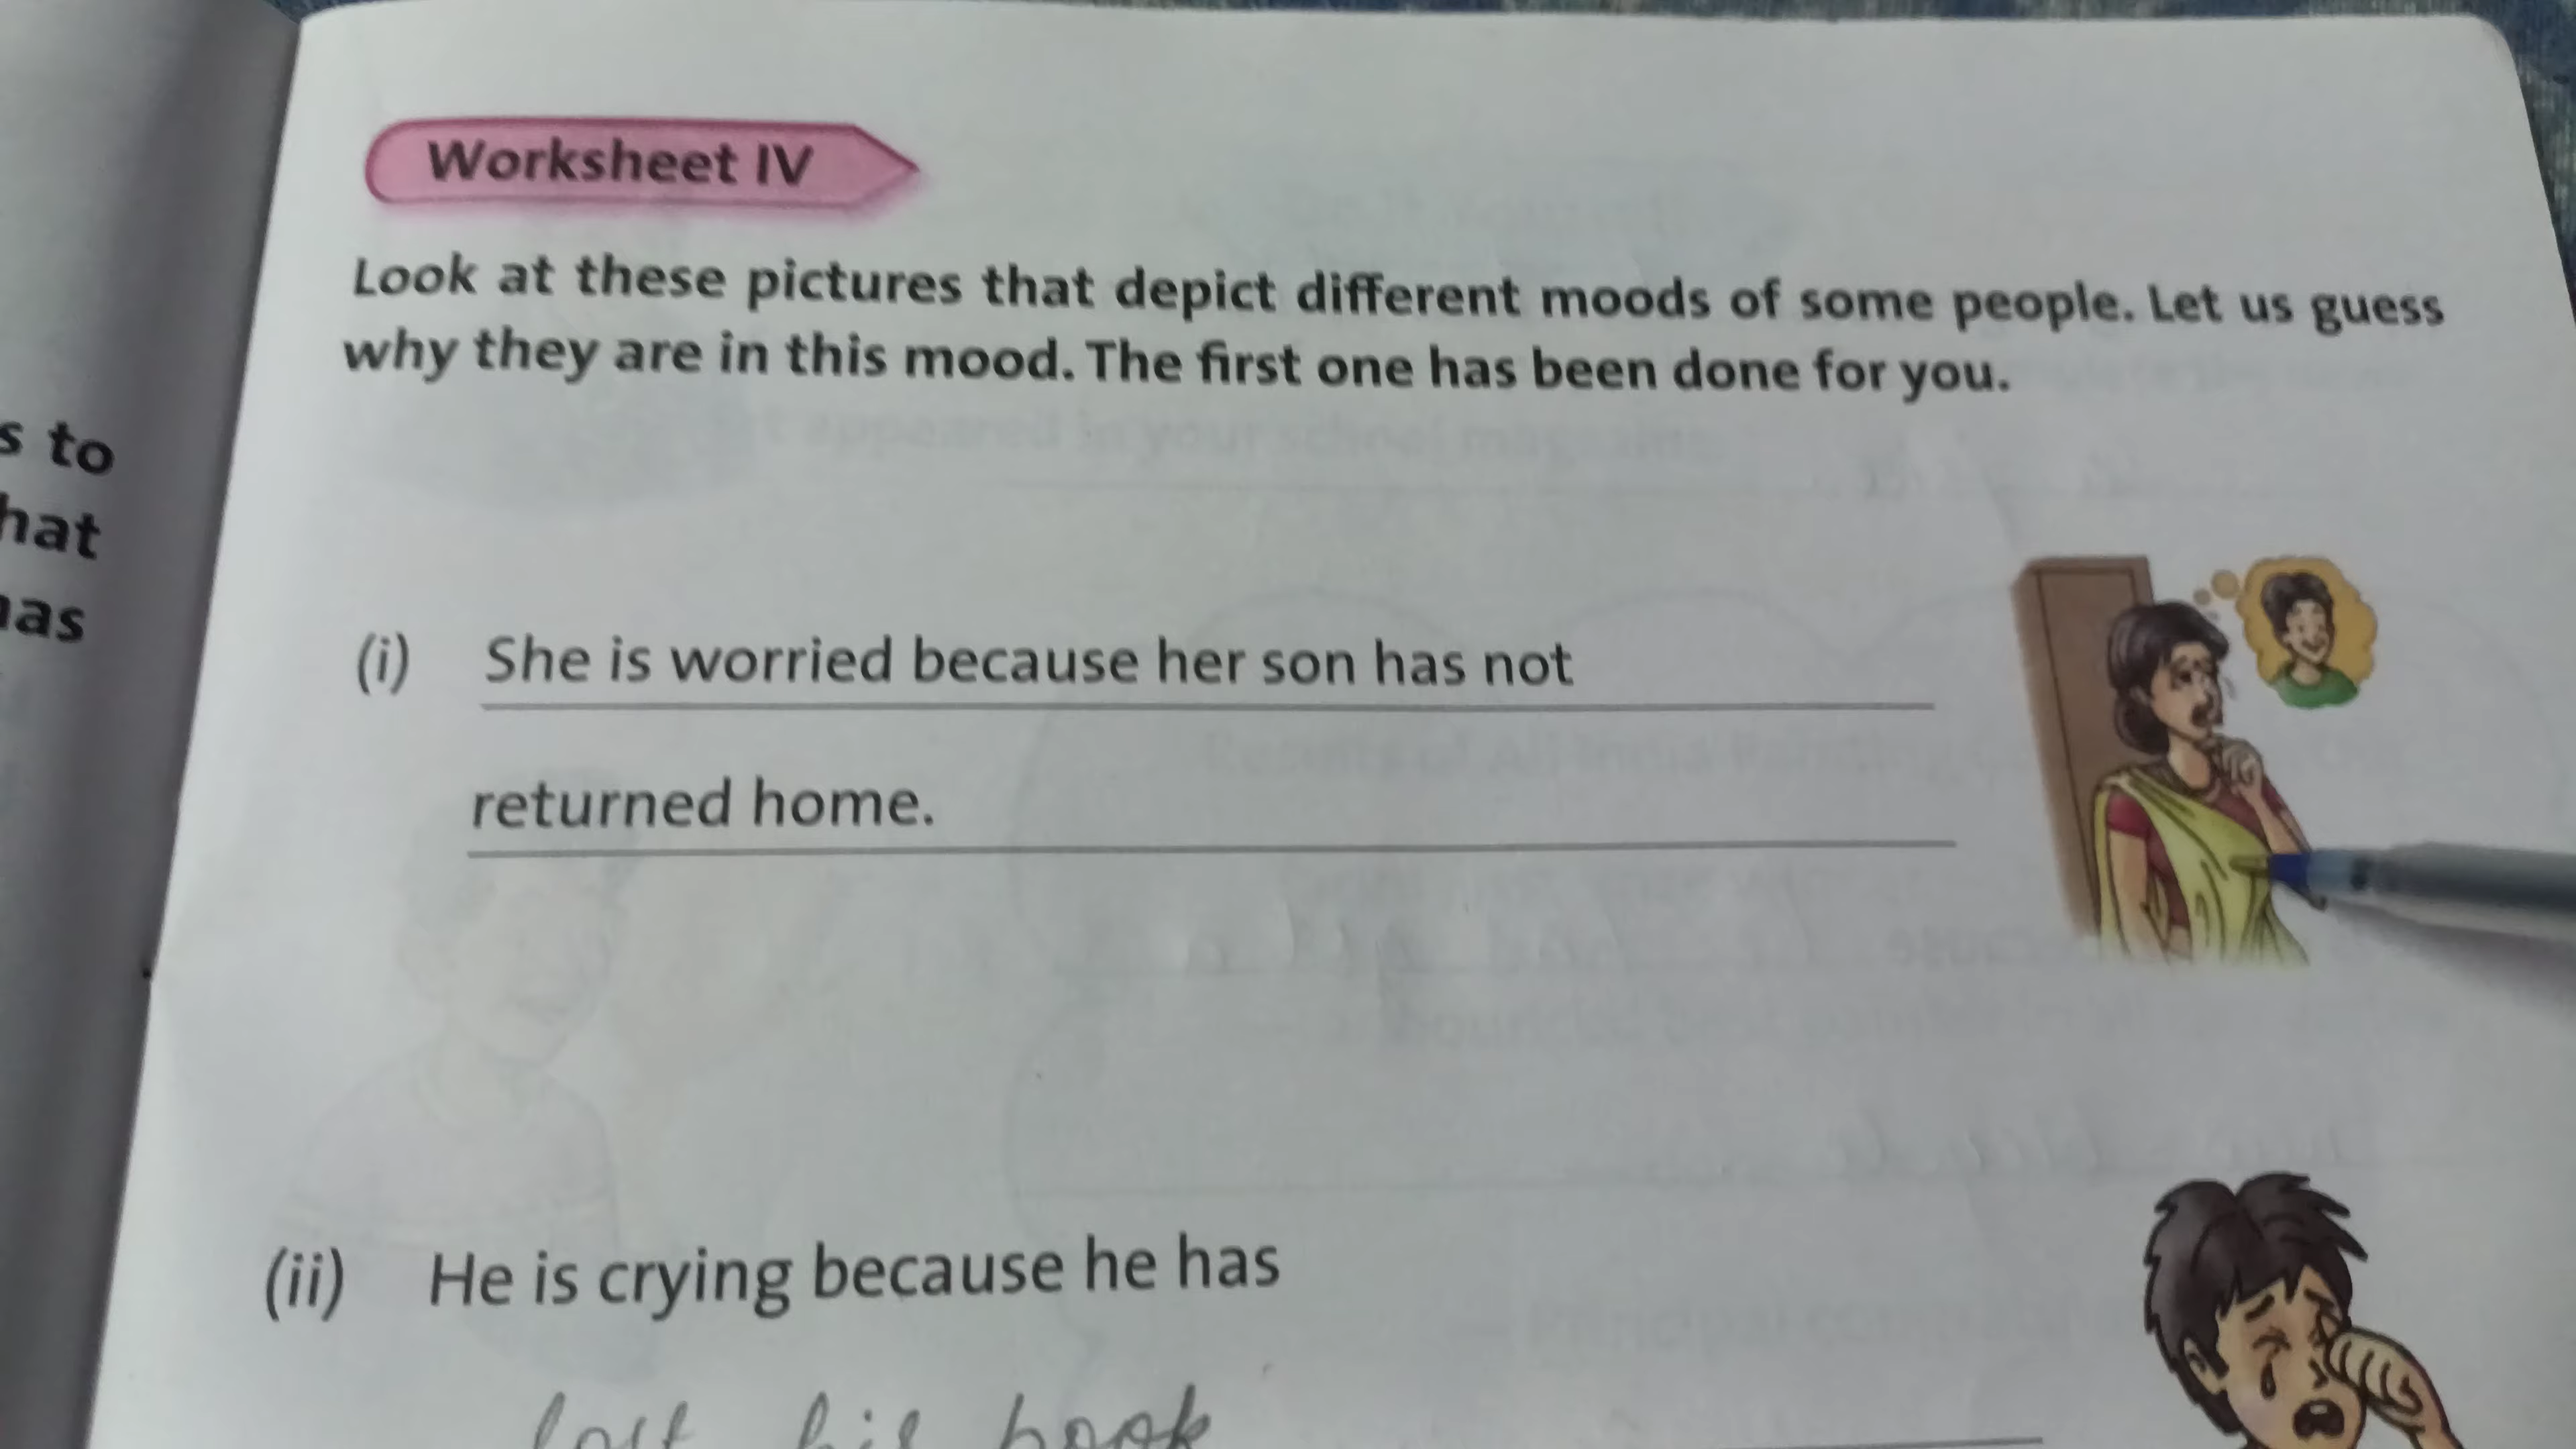 Worksheet IV
Look at these pictures that depict different moods of some people. Let us guess
why they are in this mood. The first one has been done for you.
s to
hat
as
(i) She is worried because her son has not
returned home.
(ii) He is crying because he has
lost his book